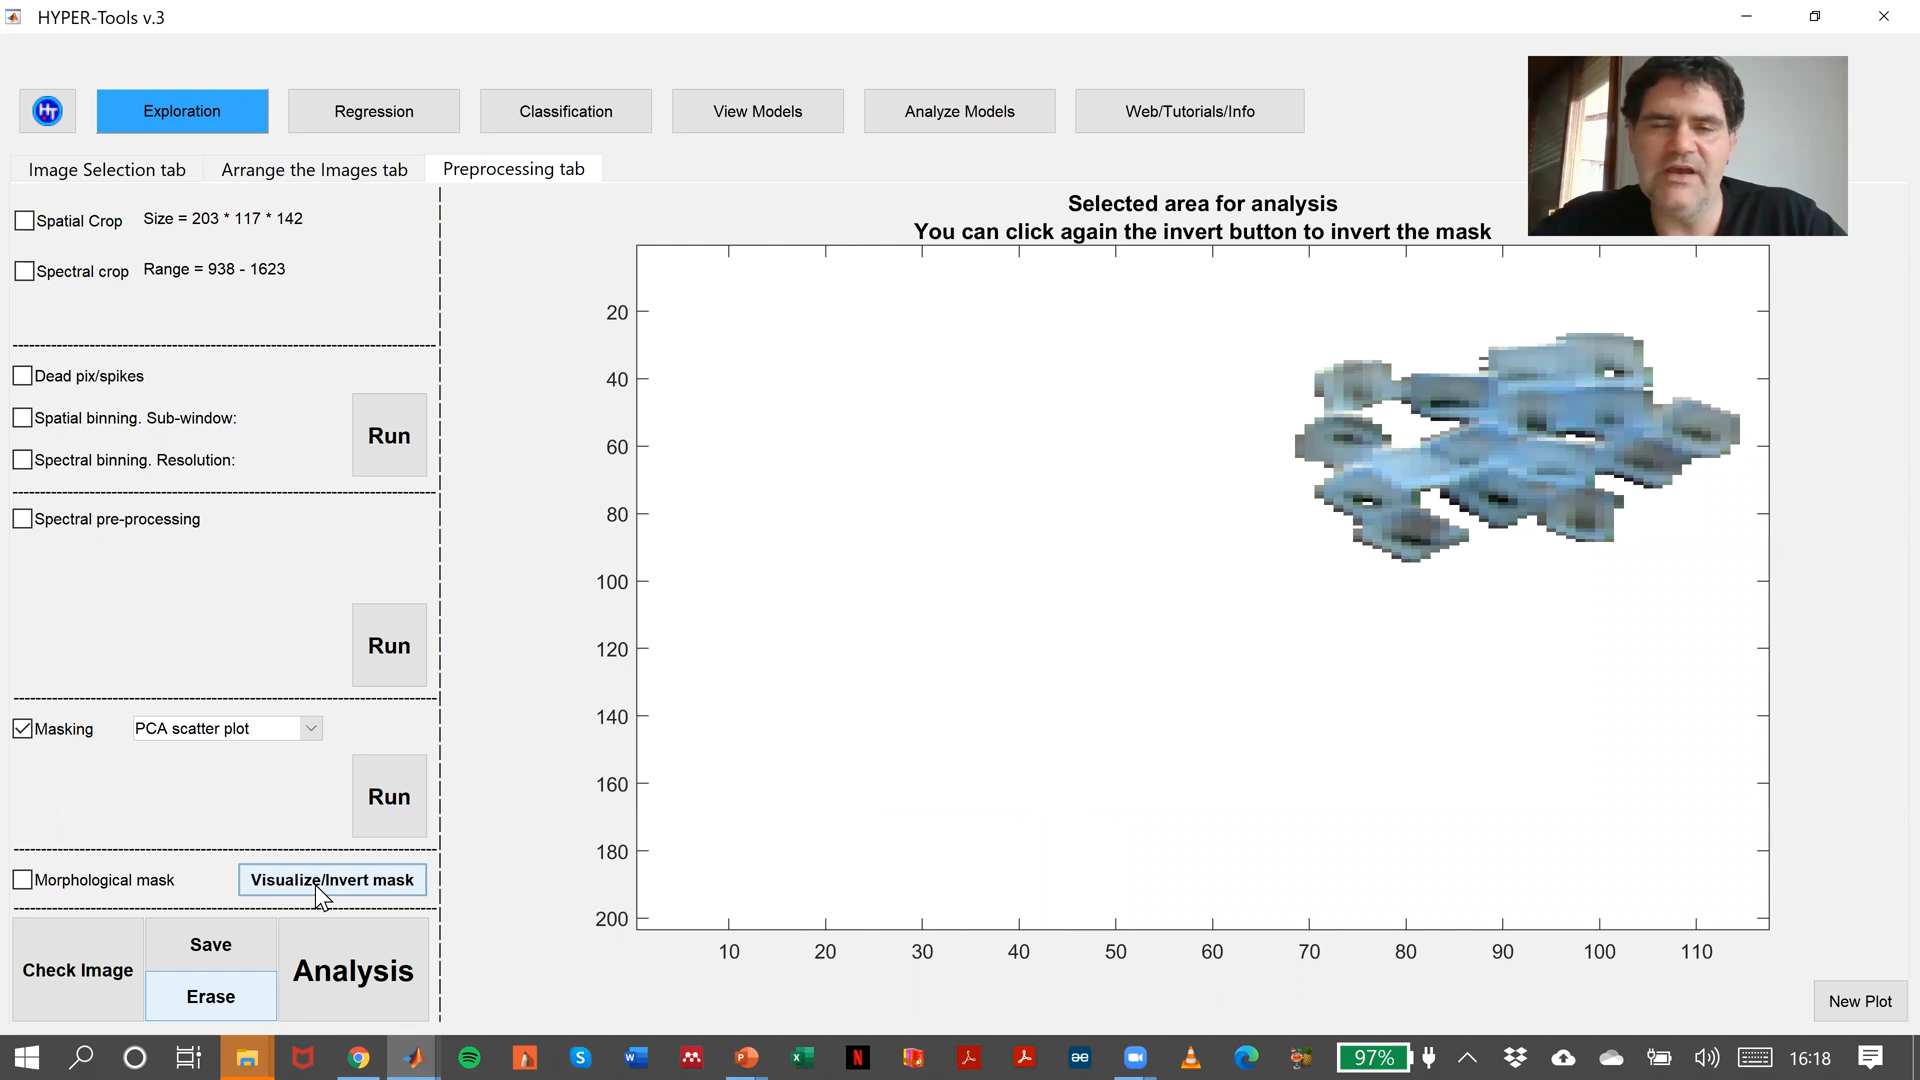 HYPER-Tools v.3
HT
Exploration
Regression
Classification
View Models
Analyze Models
Web/Tutorials/Info
Image Selection tab
Arrange the Images tab
Preprocessing tab
Spatial Crop
Size = 203 * 117 * 142
Spectral crop
Range = 938 - 1623
Dead pix/spikes
Spatial binning. Sub-window:
Spectral binning. Resolution:
Run
Spectral pre-processing
Run
Masking
PCA scatter plot
Run
Morphological mask
Visualize/Invert mask
Check Image
Save
Erase
Analysis
Selected area for analysis
You can click again the invert button to invert the mask
20
40
60
80
100
120
140
160
180
200
10
20
30
40
50
60
70
80
90
100
110
New Plot
97%
16:18